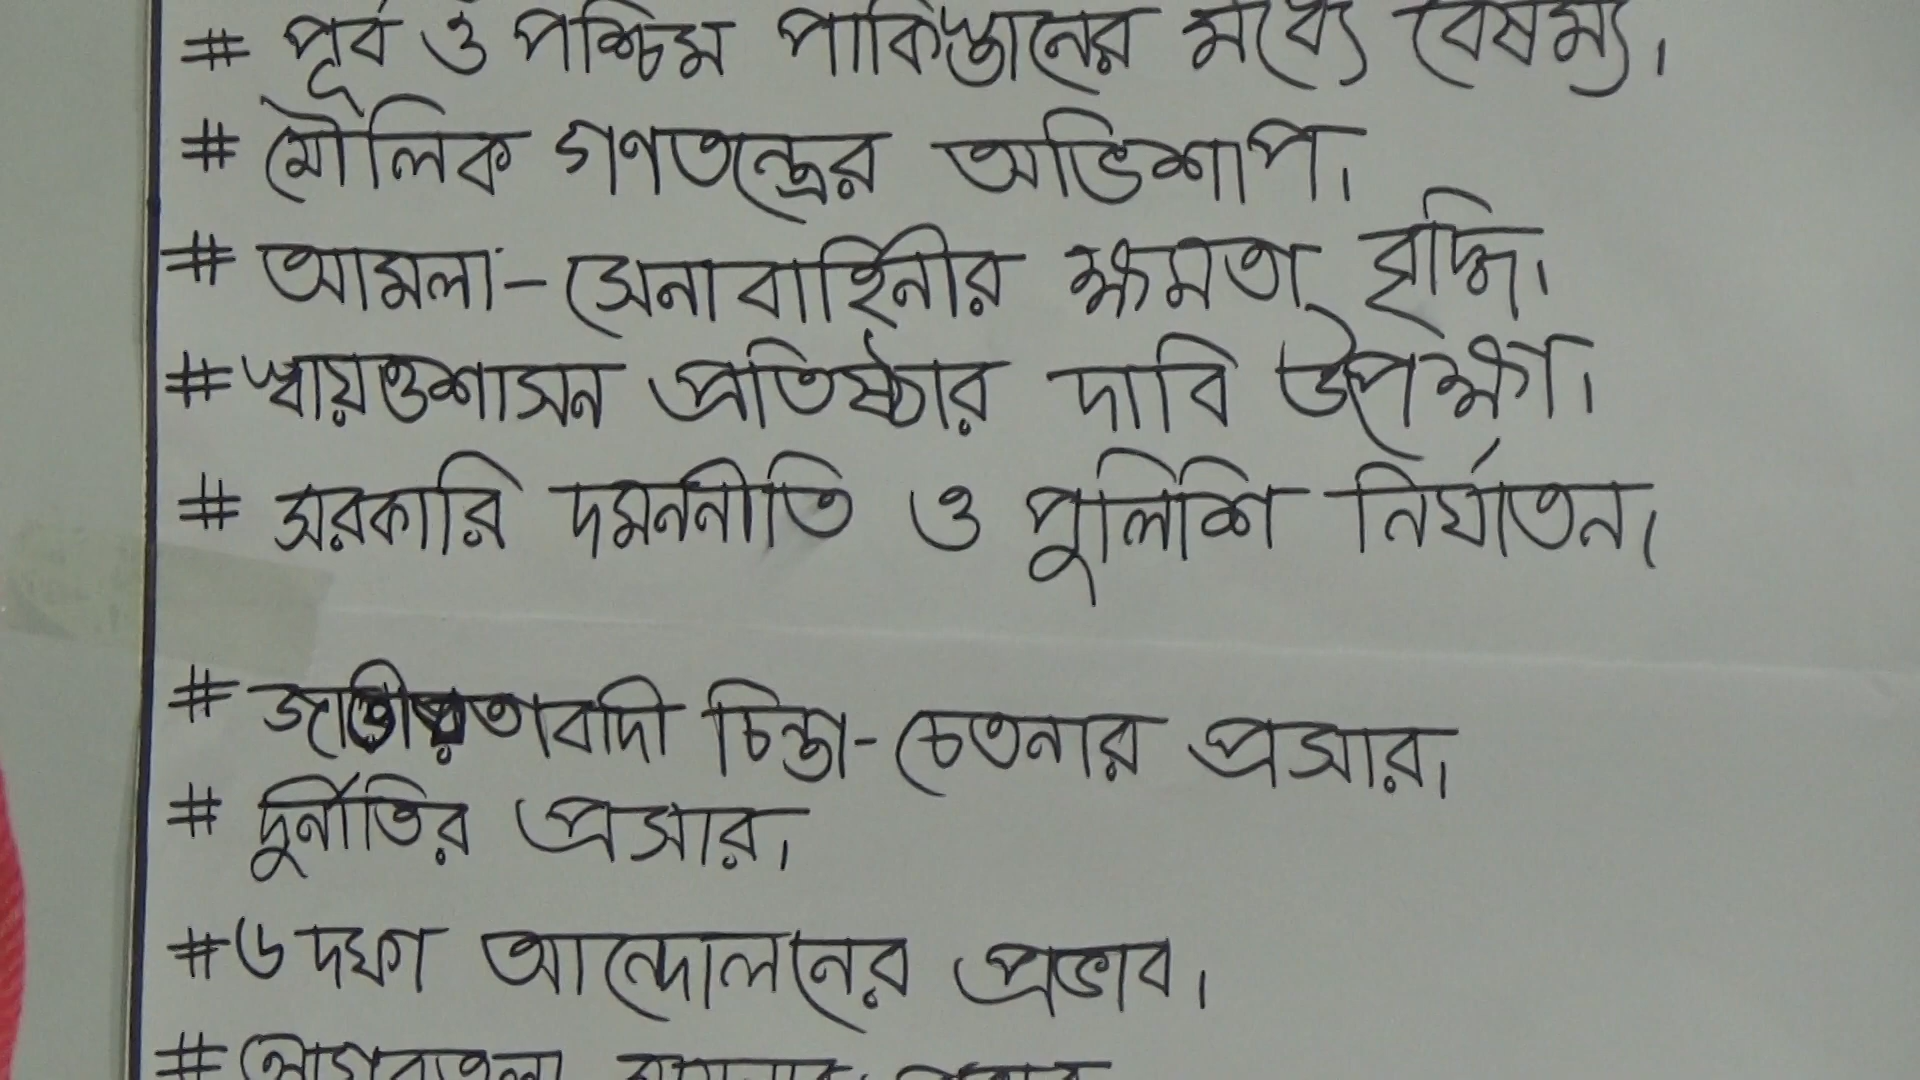 # পূর্ব ও পশ্চিম পাকিস্তানের মধ্যে বৈষম্য।
# মৌলিক গণতন্ত্রের অভিশাপ।
# আমলা-সেনাবাহিনীর ক্ষমতা বৃদ্ধি।
# স্বায়ত্তশাসন প্রতিষ্ঠার দাবি উপেক্ষা।
# সরকারি দমননীতি ও পুলিশি নির্যাতন।
# জাতীয়তাবাদী চিন্তা-চেতনার প্রসার।
# দুর্নীতির প্রসার।
# ৬ দফা আন্দোলনের প্রভাব।
# আগরতলা